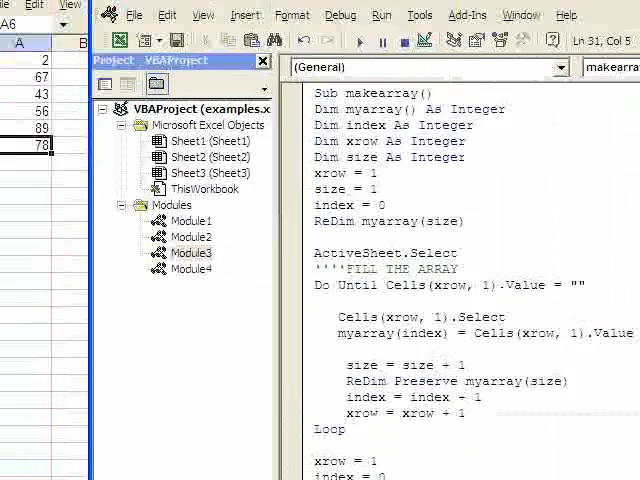 le Edit View
A6
A B
2
67
43
56
89
78
File Edit View Insert Format Debug Run Tools Add-Ins Window Help
Ln 31, Col 5
Project - VBAProject
VBAProject (examples.x
Microsoft Excel Objects
Sheet1 (Sheet1)
Sheet2 (Sheet2)
Sheet3 (Sheet3)
ThisWorkbook
Modules
Module1
Module2
Module3
Module4
(General) makearray
Sub makearray()
Dim myarray() As Integer
Dim index As Integer
Dim xrow As Integer
Dim size As Integer
xrow = 1
size = 1
index = 0
ReDim myarray(size)
ActiveSheet.Select
''''FILL THE ARRAY
Do Until Cells(xrow, 1).Value = ""
Cells(xrow, 1).Select
myarray(index) = Cells(xrow, 1).Value
size = size + 1
ReDim Preserve myarray(size)
index = index + 1
xrow = xrow + 1
Loop
xrow = 1
index = 0